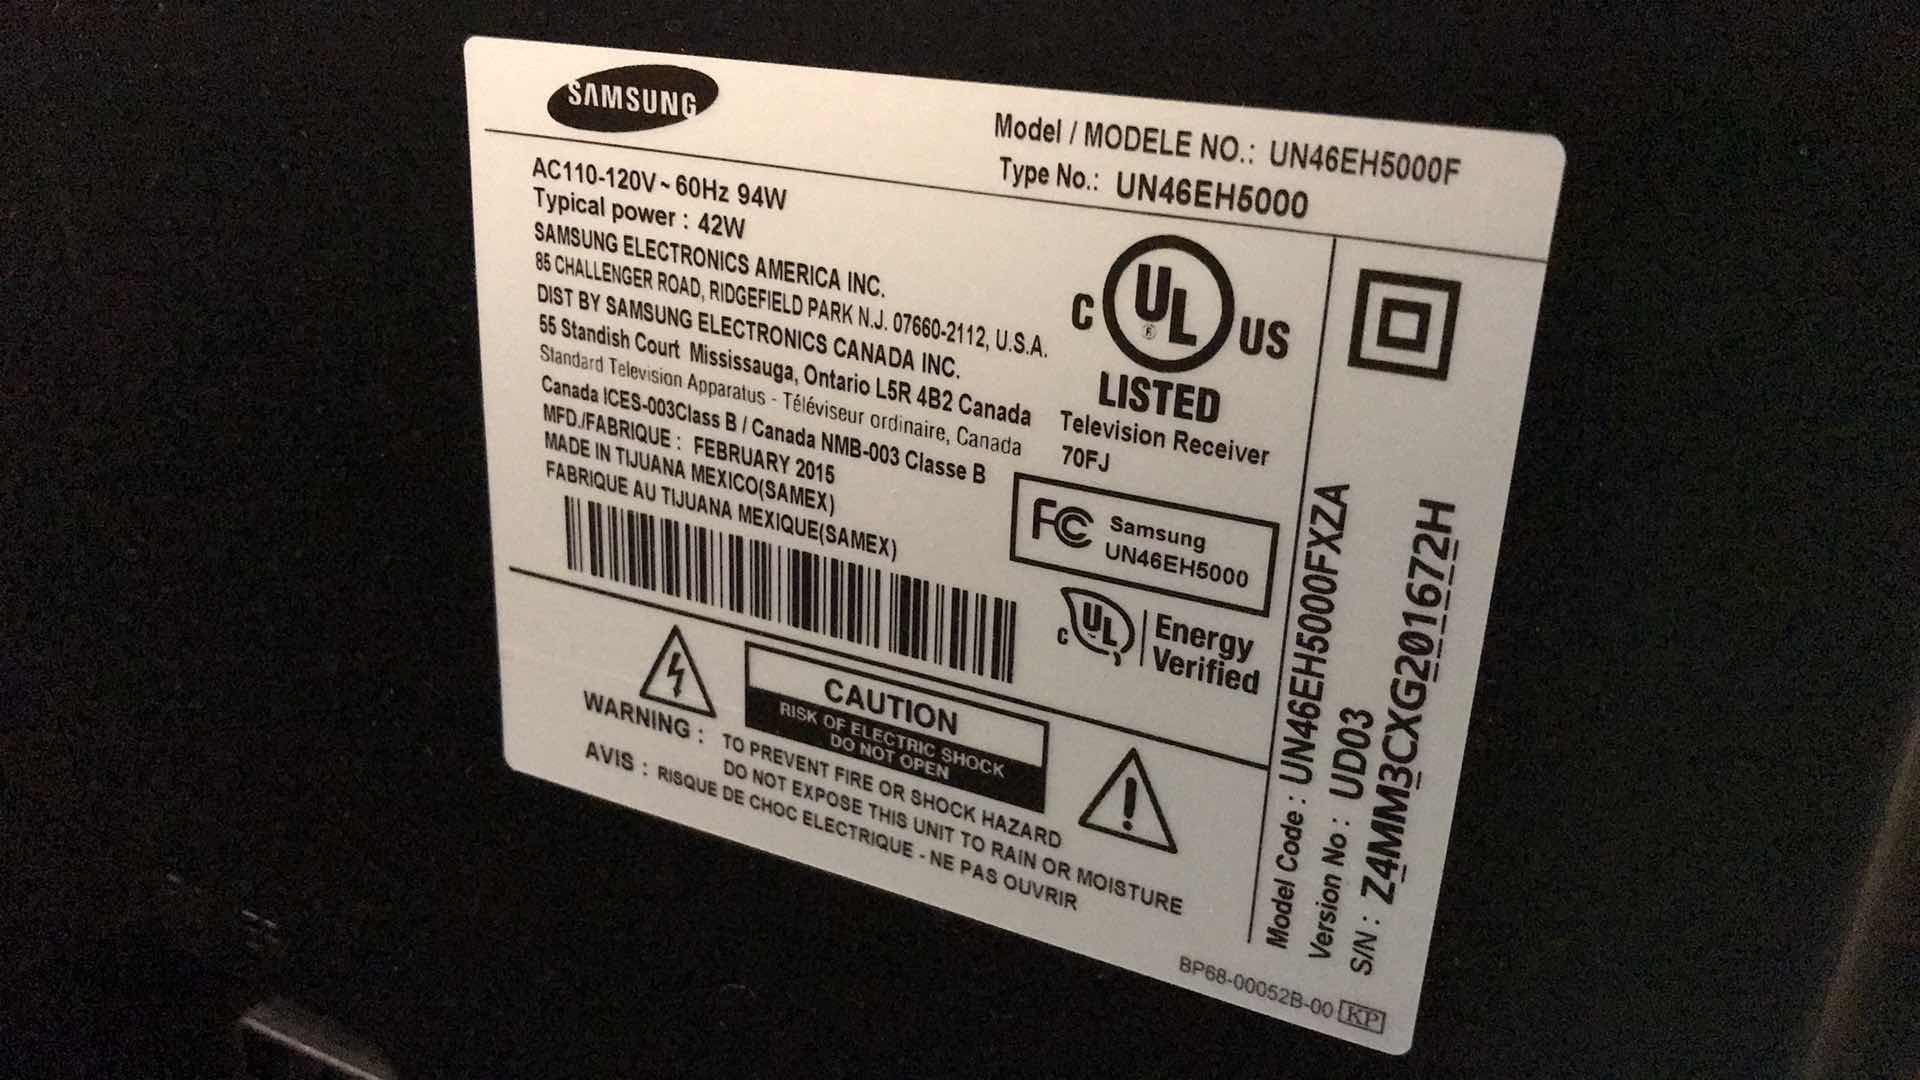 SAMSUNG
Model / MODELE NO.: UN46EH5000F
Type No.: UN46EH5000
AC110-120V~ 60Hz 94W
Typical power : 42W
SAMSUNG ELECTRONICS AMERICA INC.
85 CHALLENGER ROAD, RIDGEFIELD PARK N.J. 07660-2112, U.S.A.
DIST BY SAMSUNG ELECTRONICS CANADA INC.
55 Standish Court Mississauga, Ontario L5R 4B2 Canada
Standard Television Apparatus - Téléviseur ordinaire, Canada
Canada ICES-003Class B / Canada NMB-003 Classe B
MFD./FABRIQUE : FEBRUARY 2015
MADE IN TIJUANA MEXICO(SAMEX)
FABRIQUE AU TIJUANA MEXIQUE(SAMEX)
C UL ® US
LISTED
Television Receiver
70FJ
FC Samsung
UN46EH5000
C UL Energy
Verified
CAUTION
RISK OF ELECTRIC SHOCK
DO NOT OPEN
WARNING : TO PREVENT FIRE OR SHOCK HAZARD
DO NOT EXPOSE THIS UNIT TO RAIN OR MOISTURE
AVIS : RISQUE DE CHOC ELECTRIQUE - NE PAS OUVRIR
Model Code : UN46EH5000FXZA
Version No : UD03
S/N : Z4MM3CXG201672H
BP68-00052B-00 KP